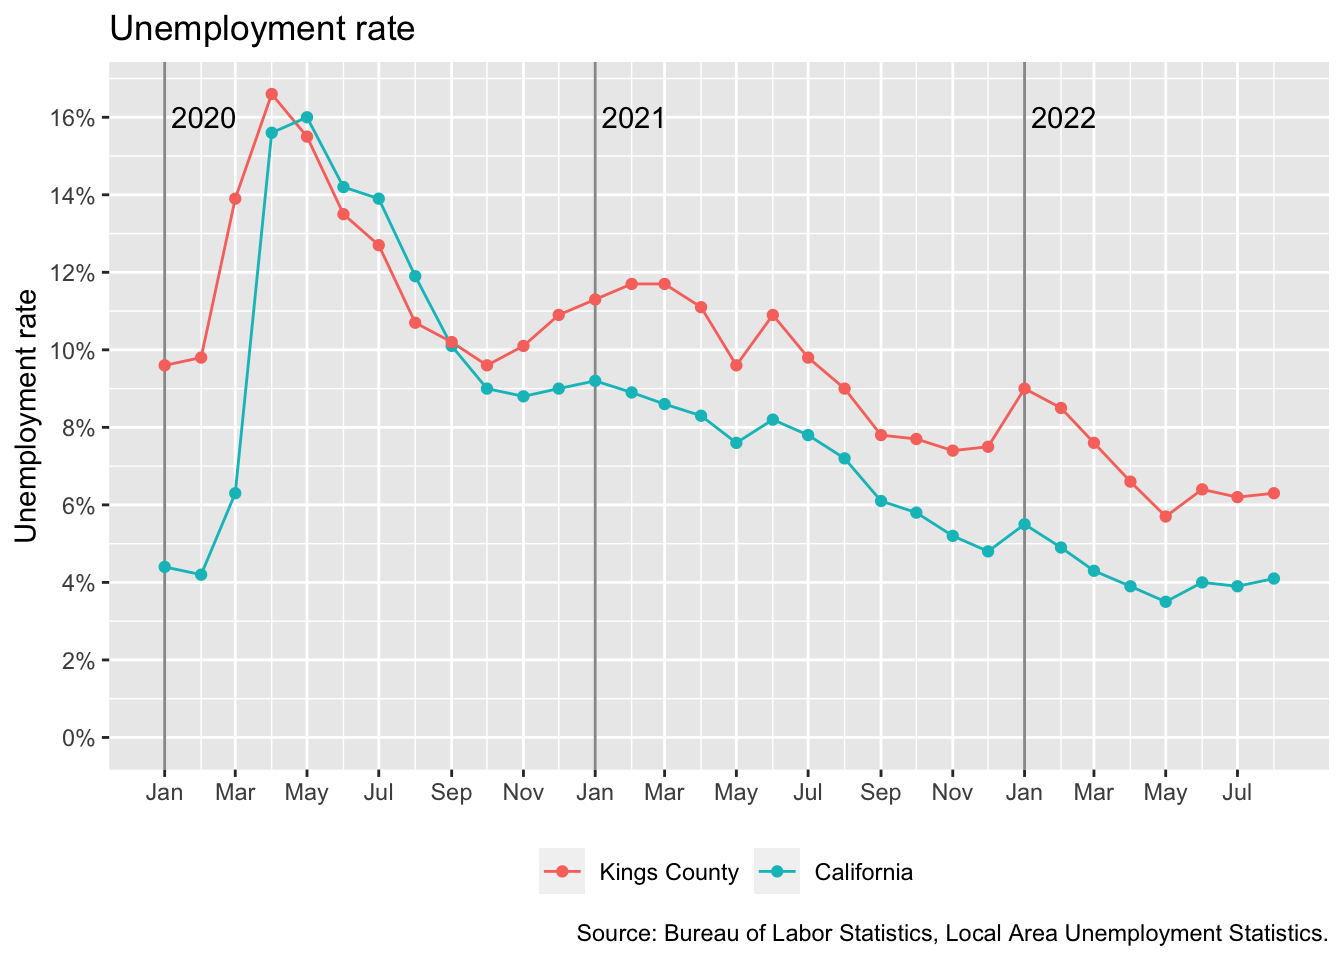 Unemployment rate
2020 2021 2022
Unemployment rate
16%
14%
12%
10%
8%
6%
4%
2%
0%
Jan Mar May Jul Sep Nov Jan Mar May Jul Sep Nov Jan Mar May Jul
Kings County California
Source: Bureau of Labor Statistics, Local Area Unemployment Statistics.